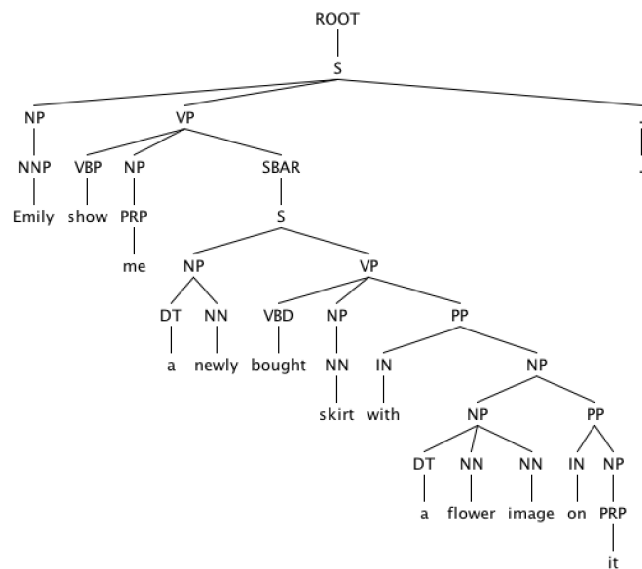 ROOT
S
NP VP .
NNP VBP NP SBAR .
Emily show PRP S
me NP VP
DT NN VBD NP PP
a newly bought NN IN NP
skirt with NP PP
DT NN NN IN NP
a flower image on PRP
it